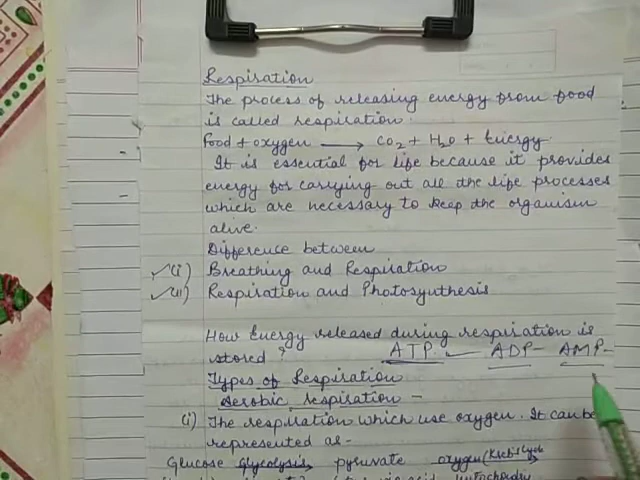 Respiration
The process of releasing energy from food
is called respiration.
Food + oxygen → CO2 + H2O + Energy.
It is essential for life because it provides
energy for carrying out all the life processes
which are necessary to keep the organism
alive.
Difference between
(i) Breathing and Respiration
(ii) Respiration and Photosynthesis
How Energy released during respiration is
stored? ATP ADP- AMP-
Types of Respiration
Aerobic respiration -
(i) The respiration which use oxygen. It can be
represented as-
Glucose Glycolysis pyruvate oxygen